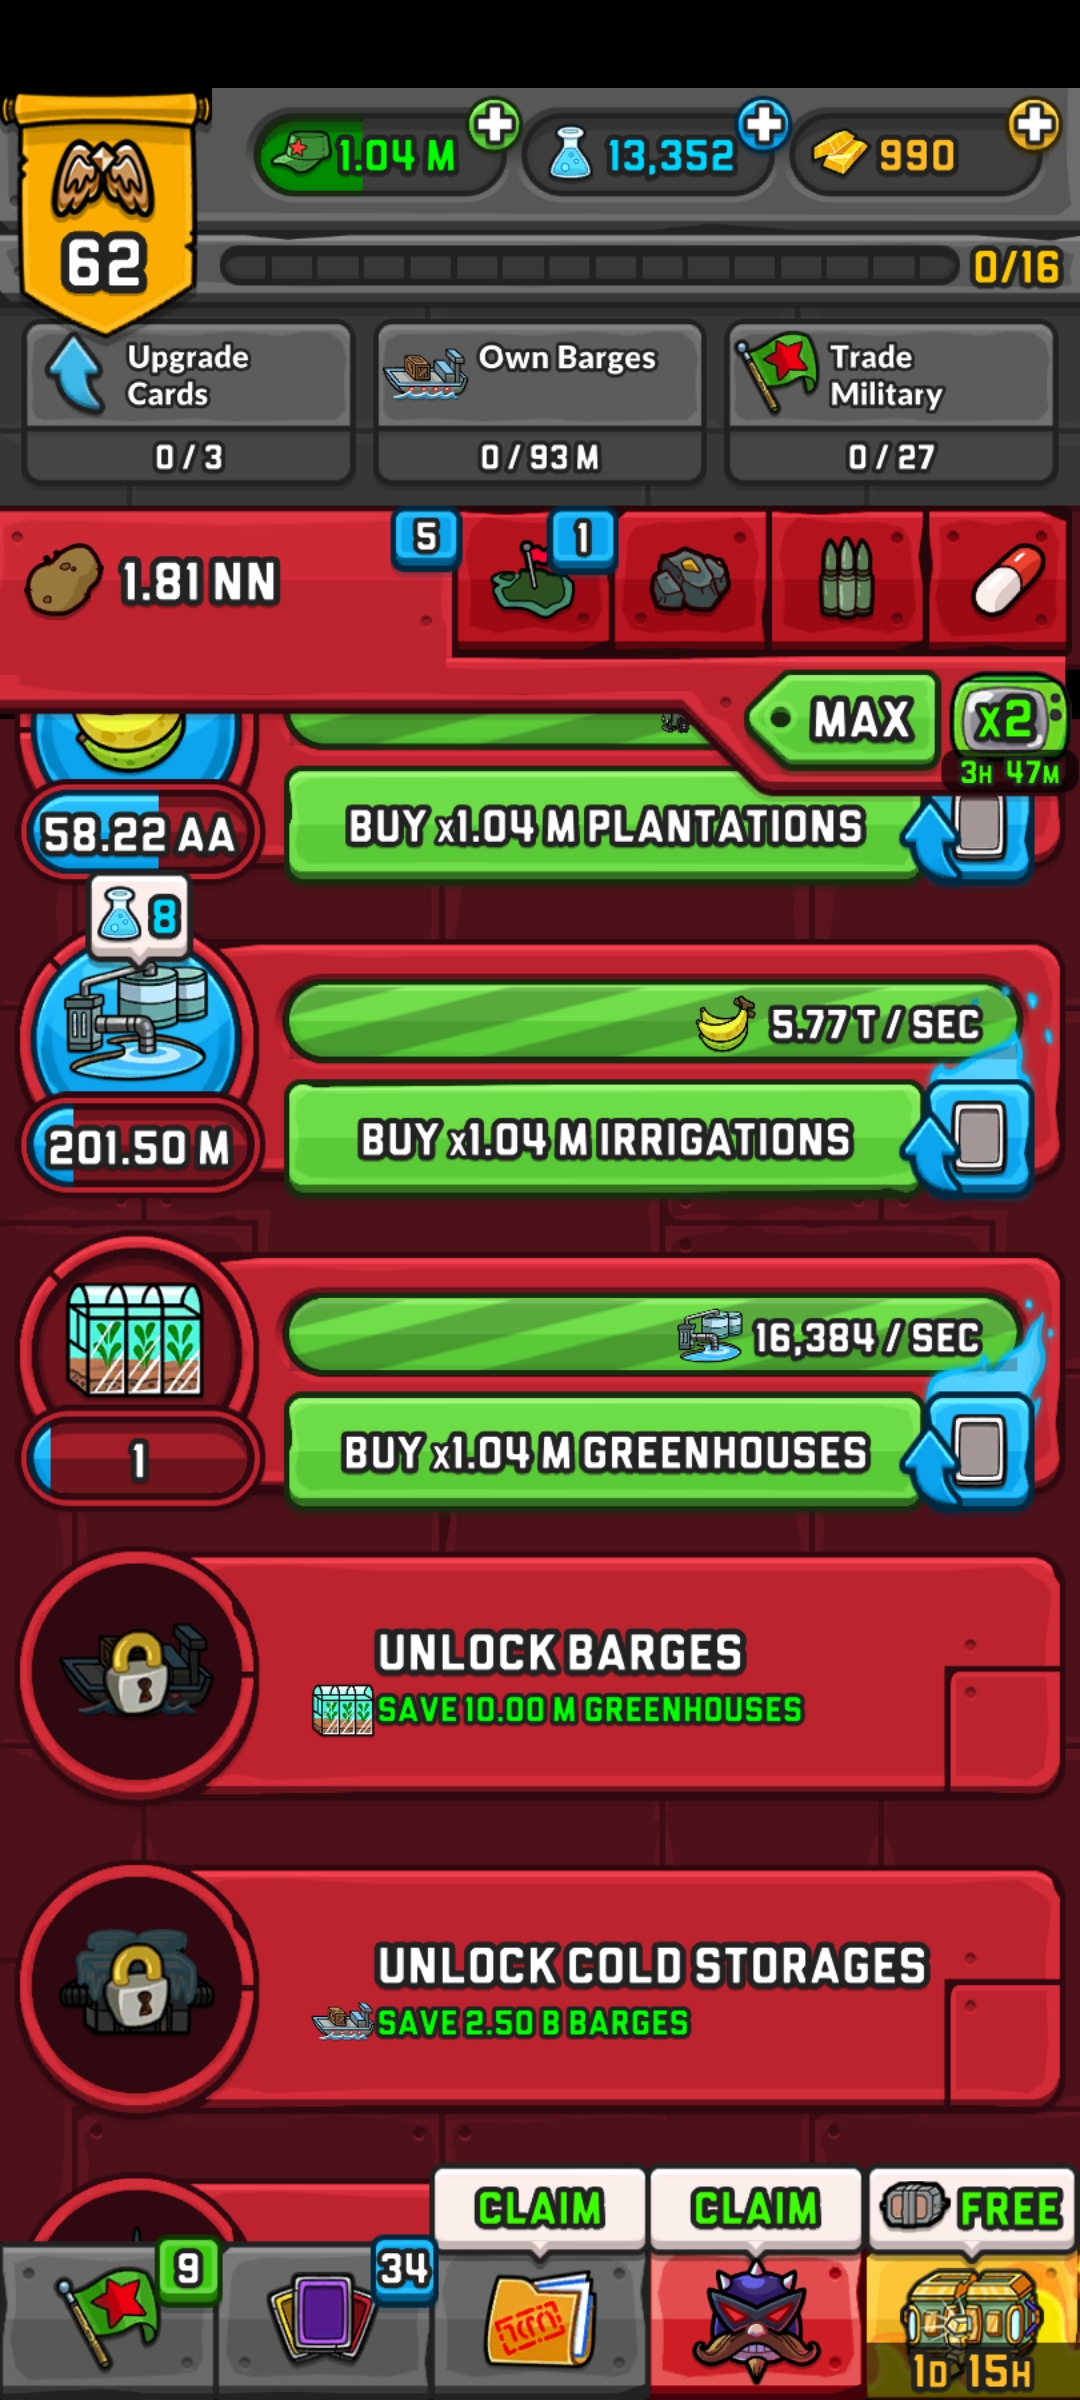 1.04 M
13,352
990
62
0/16
Upgrade
Cards
0 / 3
Own Barges
0 / 93 M
Trade
Military
0 / 27
1.81 NN
5
1
MAX
x2
3H 47M
58.22 AA
BUY x1.04 M PLANTATIONS
8
5.77 T / SEC
201.50 M
BUY x1.04 M IRRIGATIONS
16,384 / SEC
1
BUY x1.04 M GREENHOUSES
UNLOCK BARGES
SAVE 10.00 M GREENHOUSES
UNLOCK COLD STORAGES
SAVE 2.50 B BARGES
CLAIM
CLAIM
FREE
9
34
1D 15H